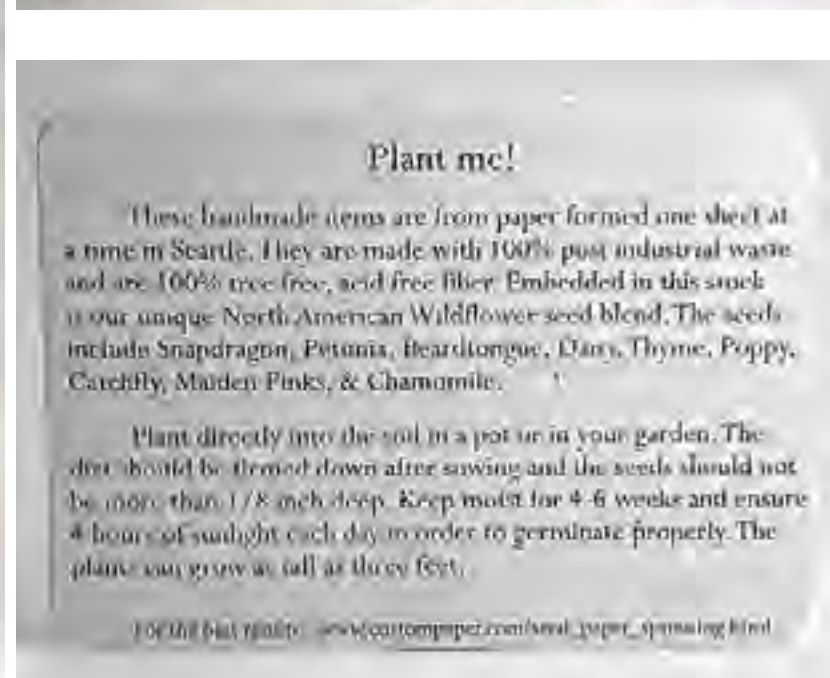 Plant me!
These handmade items are from paper formed one sheet at
a time in Seattle. They are made with 100% post industrial waste
and are 100% tree free, acid free fiber. Embedded in this stock
is our unique North American Wildflower seed blend. The seeds
include Snapdragon, Petunia, Beardtongue, Daisy, Thyme, Poppy,
Catchfly, Maiden Pinks, & Chamomile.
Plant directly into the soil in a pot or in your garden. The
dirt should be firmed down after sowing and the seeds should not
be more than 1/8 inch deep. Keep moist for 4-6 weeks and ensure
4 hours of sunlight each day in order to germinate properly. The
plants can grow as tall as three feet.
For the best results: